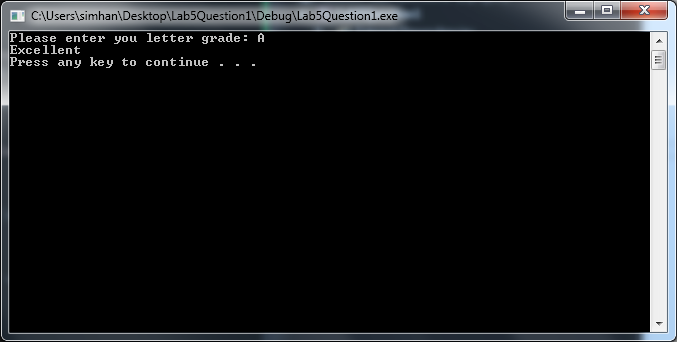 C:\Users\simhan\Desktop\Lab5Question1\Debug\Lab5Question1.exe
Please enter you letter grade: A
Excellent
Press any key to continue . . .